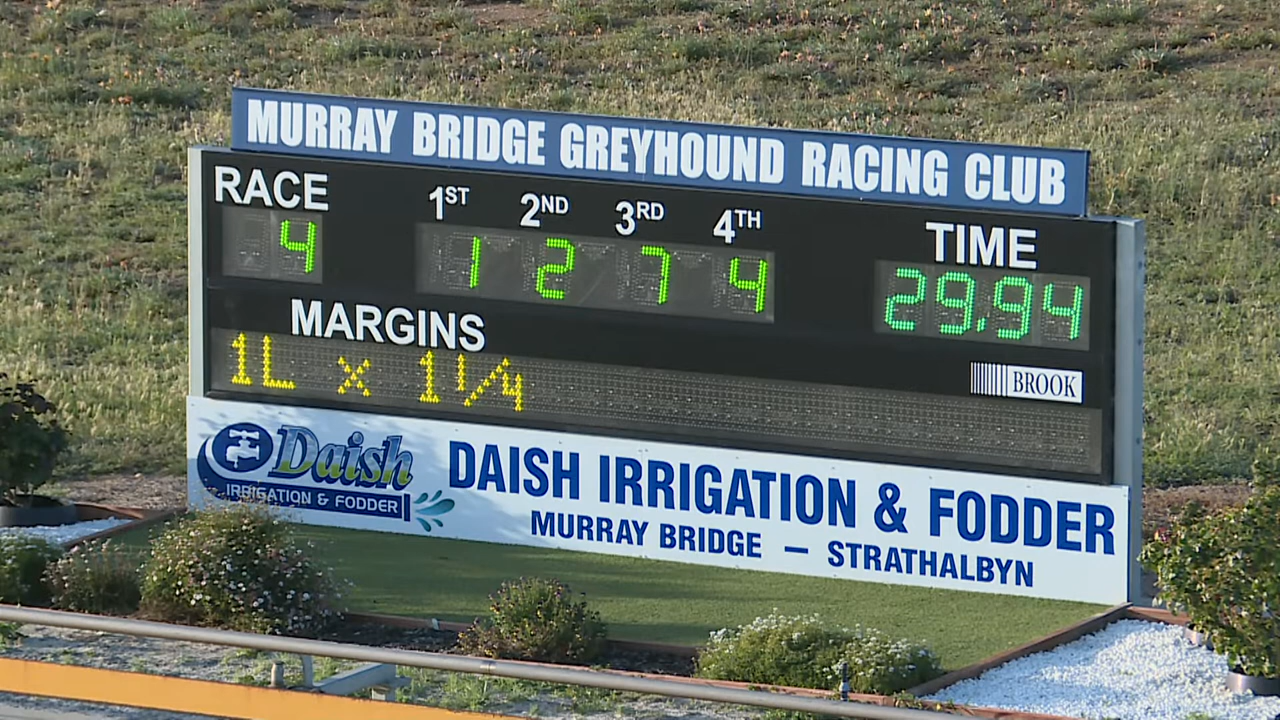 MURRAY BRIDGE GREYHOUND RACING CLUB
RACE 1ST 2ND 3RD 4TH TIME
4 1 2 7 4 29.94
MARGINS
1L x 1 1/4
BROOK
Daish
IRRIGATION & FODDER
DAISH IRRIGATION & FODDER
MURRAY BRIDGE – STRATHALBYN